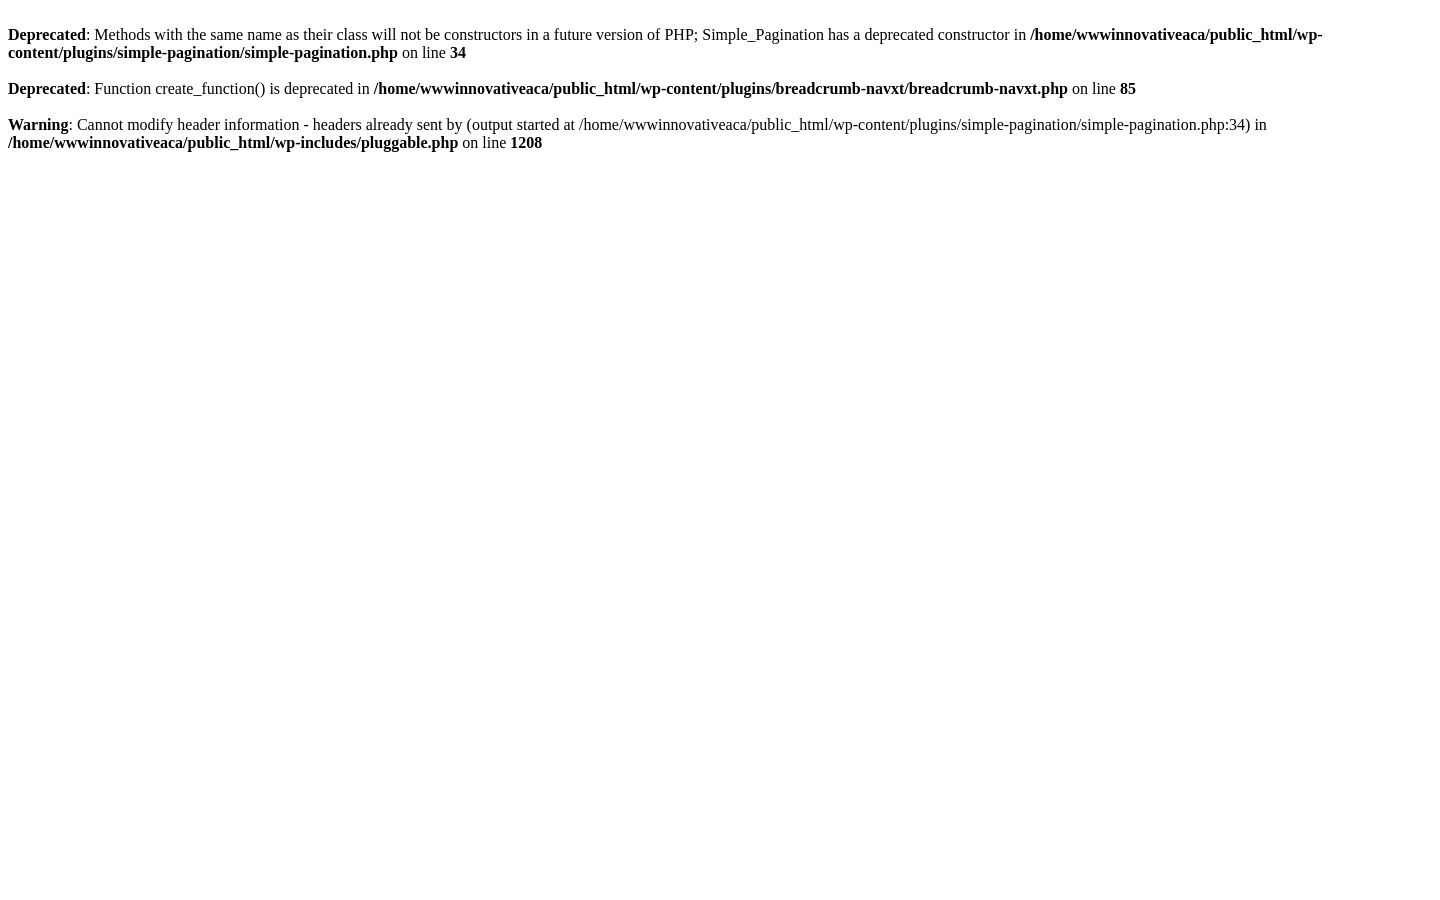 Deprecated: Methods with the same name as their class will not be constructors in a future version of PHP; Simple_Pagination has a deprecated constructor in /home/wwwinnovativeaca/public_html/wp-
content/plugins/simple-pagination/simple-pagination.php on line 34
Deprecated: Function create_function() is deprecated in /home/wwwinnovativeaca/public_html/wp-content/plugins/breadcrumb-navxt/breadcrumb-navxt.php on line 85
Warning: Cannot modify header information - headers already sent by (output started at /home/wwwinnovativeaca/public_html/wp-content/plugins/simple-pagination/simple-pagination.php:34) in
/home/wwwinnovativeaca/public_html/wp-includes/pluggable.php on line 1208